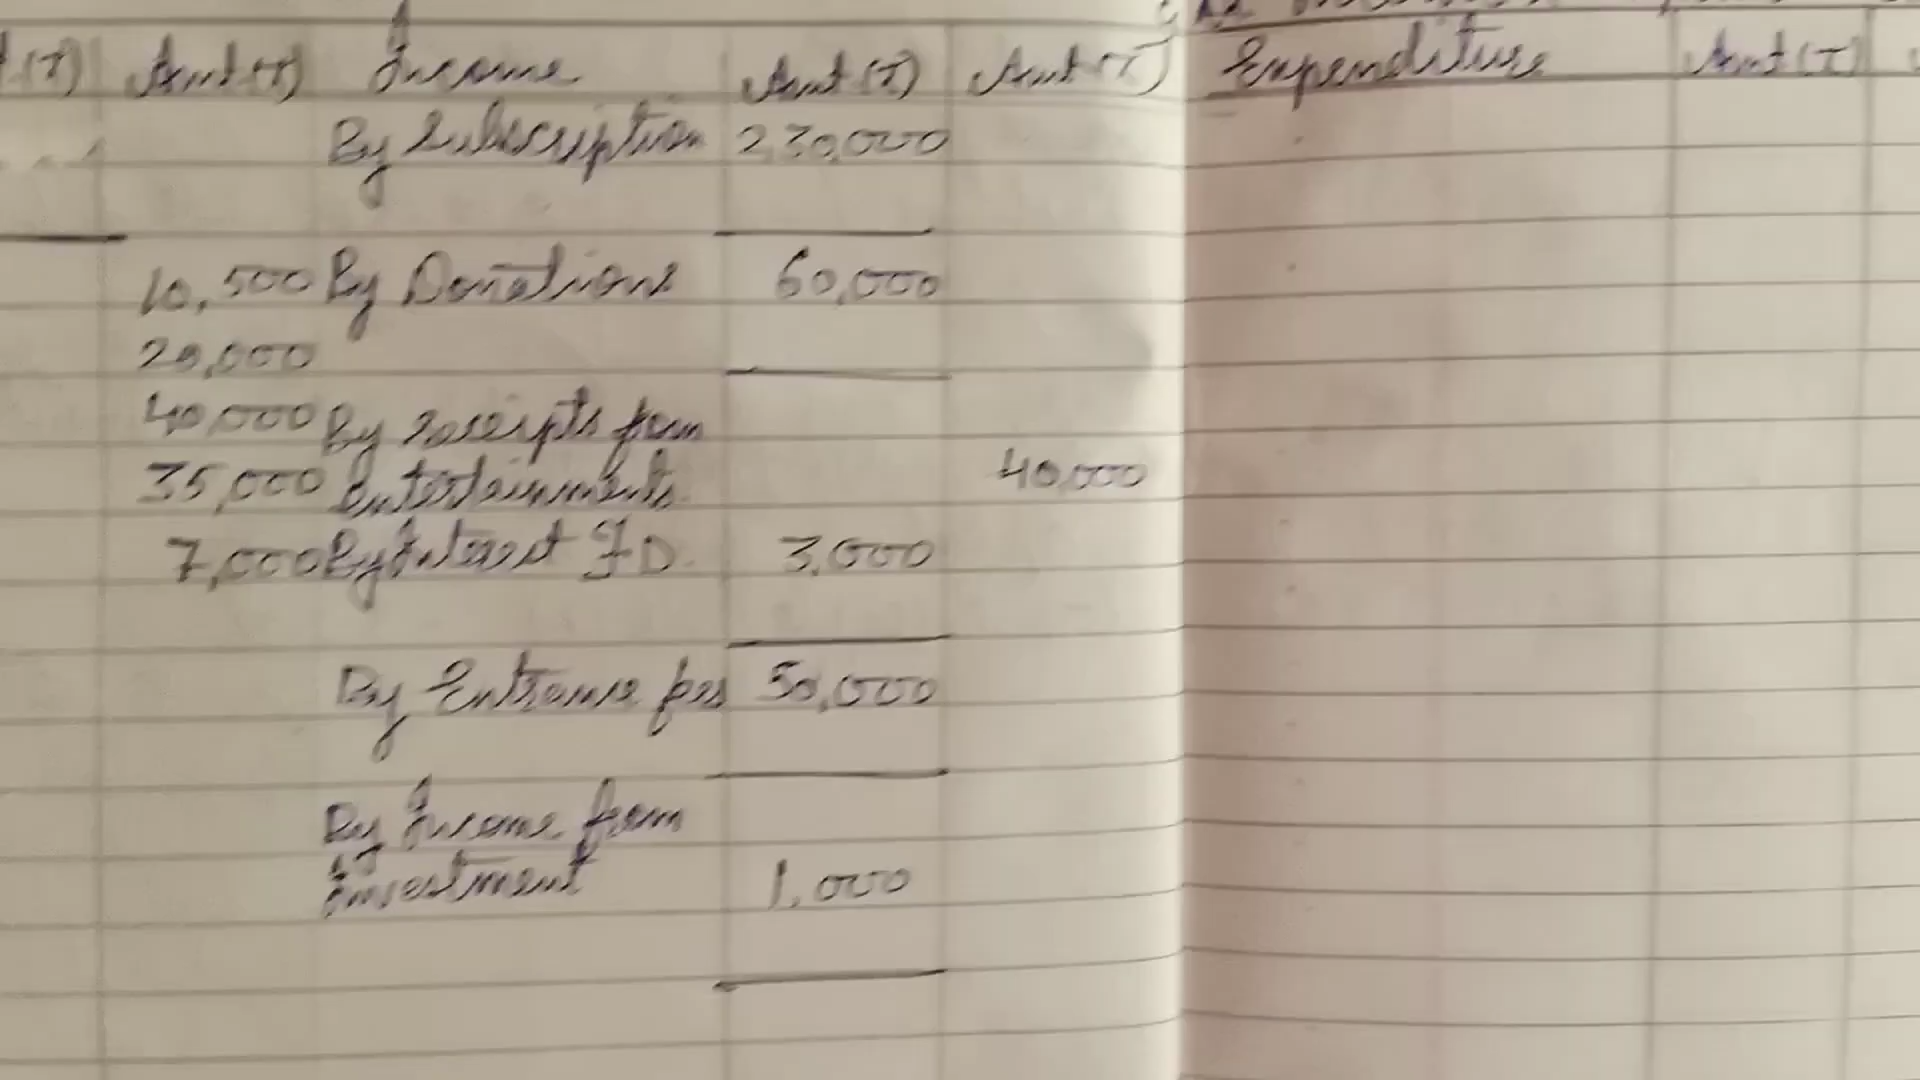 Amt (₹) Income Amt (₹) Amt (₹) Expenditure Amt (₹)
By Subscription 2,30,000
10,500 By Donations 60,000
20,000
40,000 By receipts from
35,000 entertainments 40,000
7,000 By Interest FD 3,000
By Entrance fees 50,000
By Income from
investment 1,000